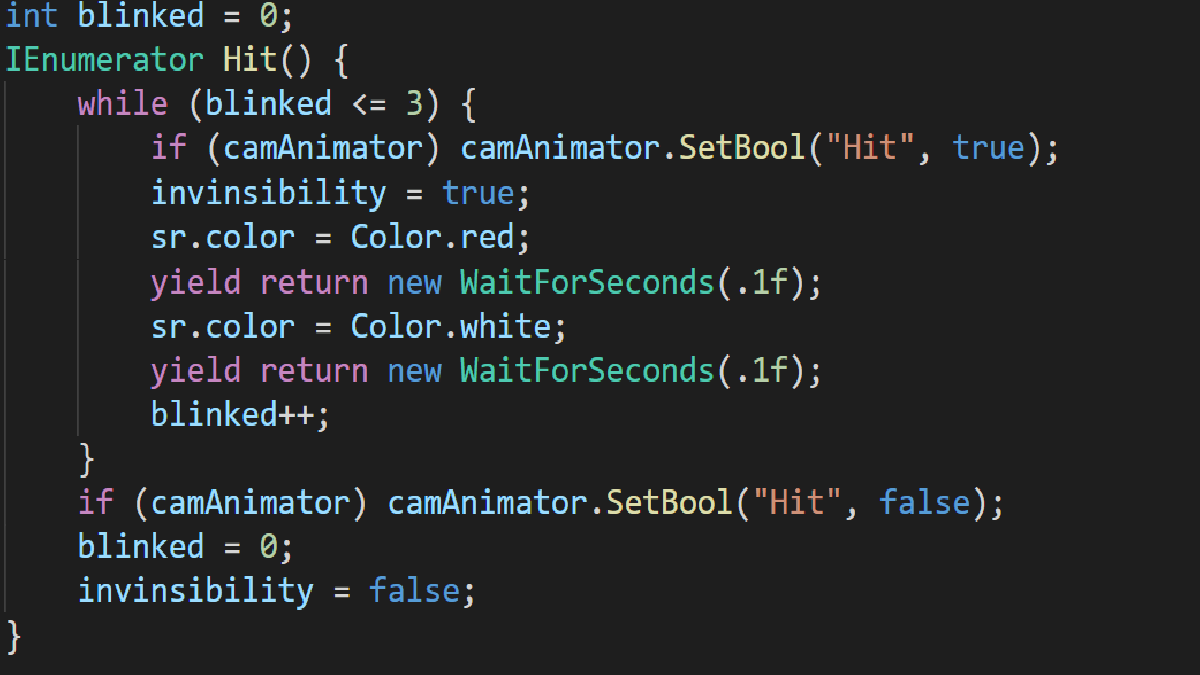 int blinked = 0;
IEnumerator Hit() {
    while (blinked <= 3) {
        if (camAnimator) camAnimator.SetBool("Hit", true);
        invinsibility = true;
        sr.color = Color.red;
        yield return new WaitForSeconds(.1f);
        sr.color = Color.white;
        yield return new WaitForSeconds(.1f);
        blinked++;
    }
    if (camAnimator) camAnimator.SetBool("Hit", false);
    blinked = 0;
    invinsibility = false;
}